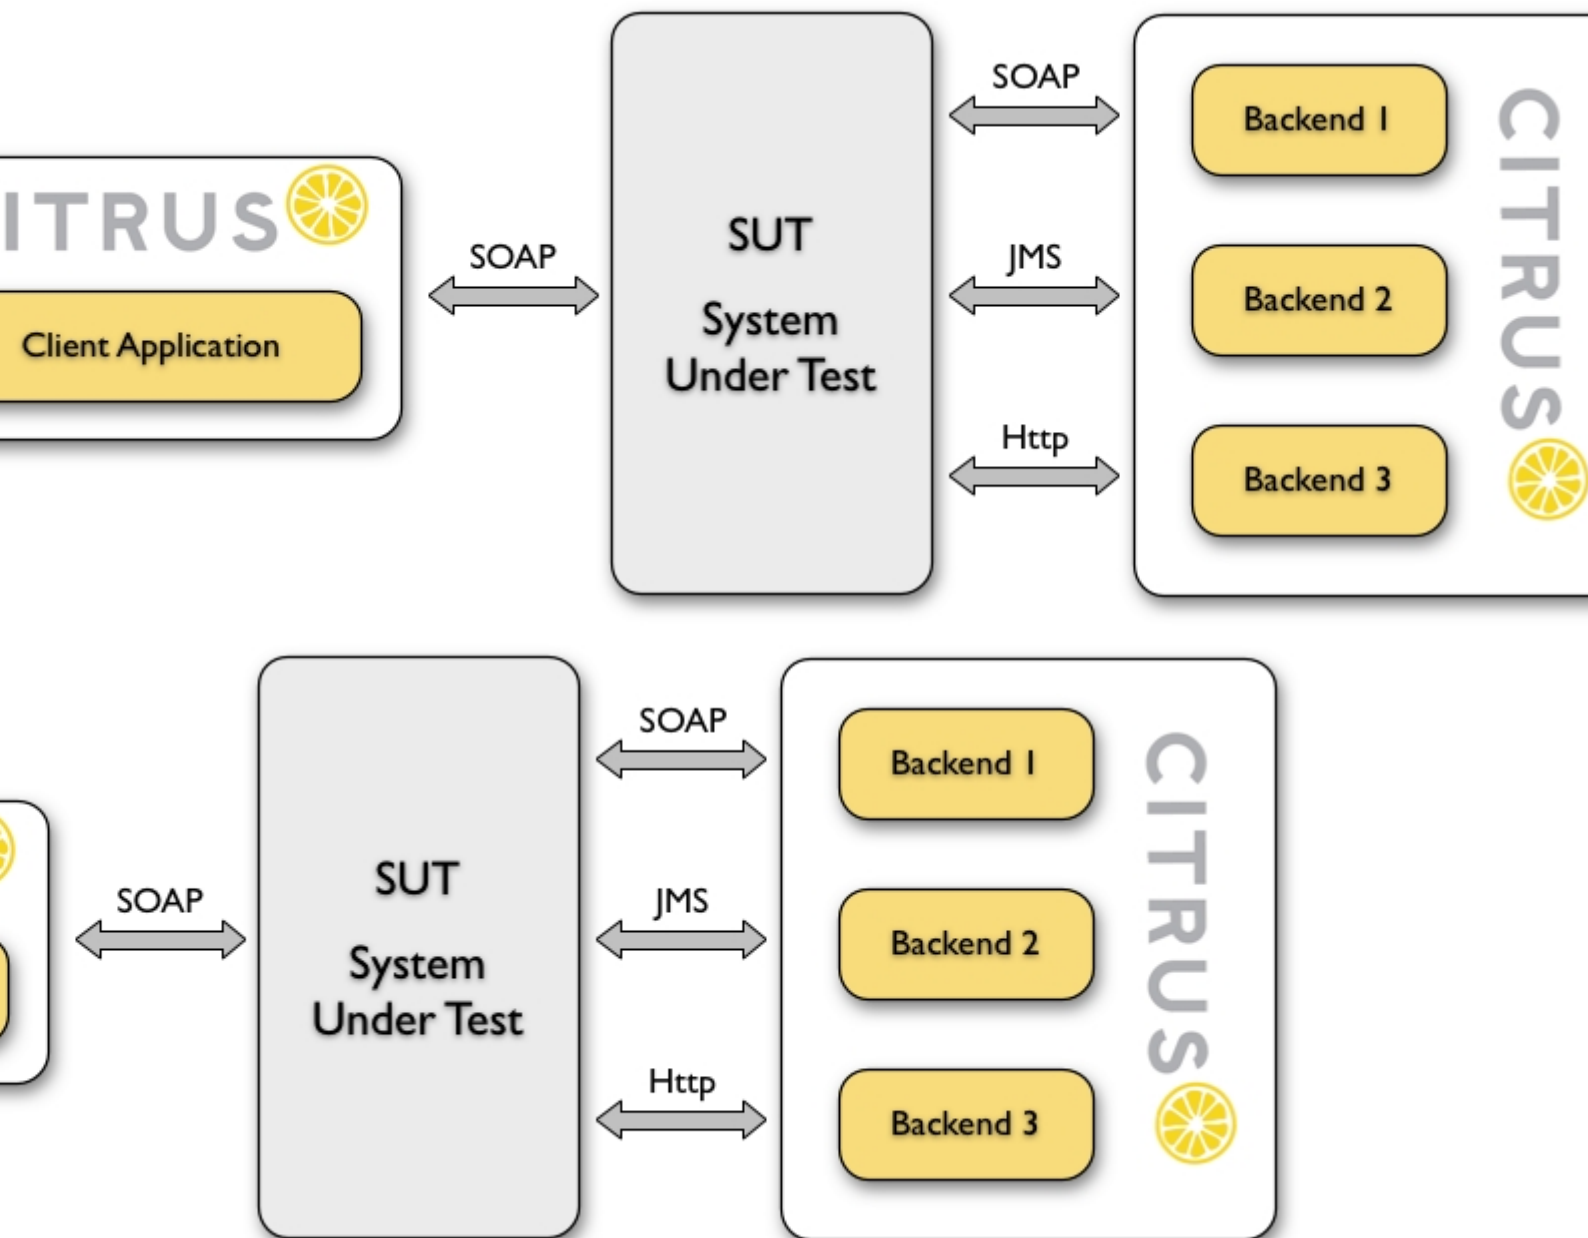 SOAP
Backend 1
CITRUS
ITRUS
SOAP
Client Application
SUT
System
Under Test
JMS
Backend 2
Http
Backend 3
SOAP
Backend 1
CITRUS
SOAP
SUT
System
Under Test
JMS
Backend 2
Http
Backend 3